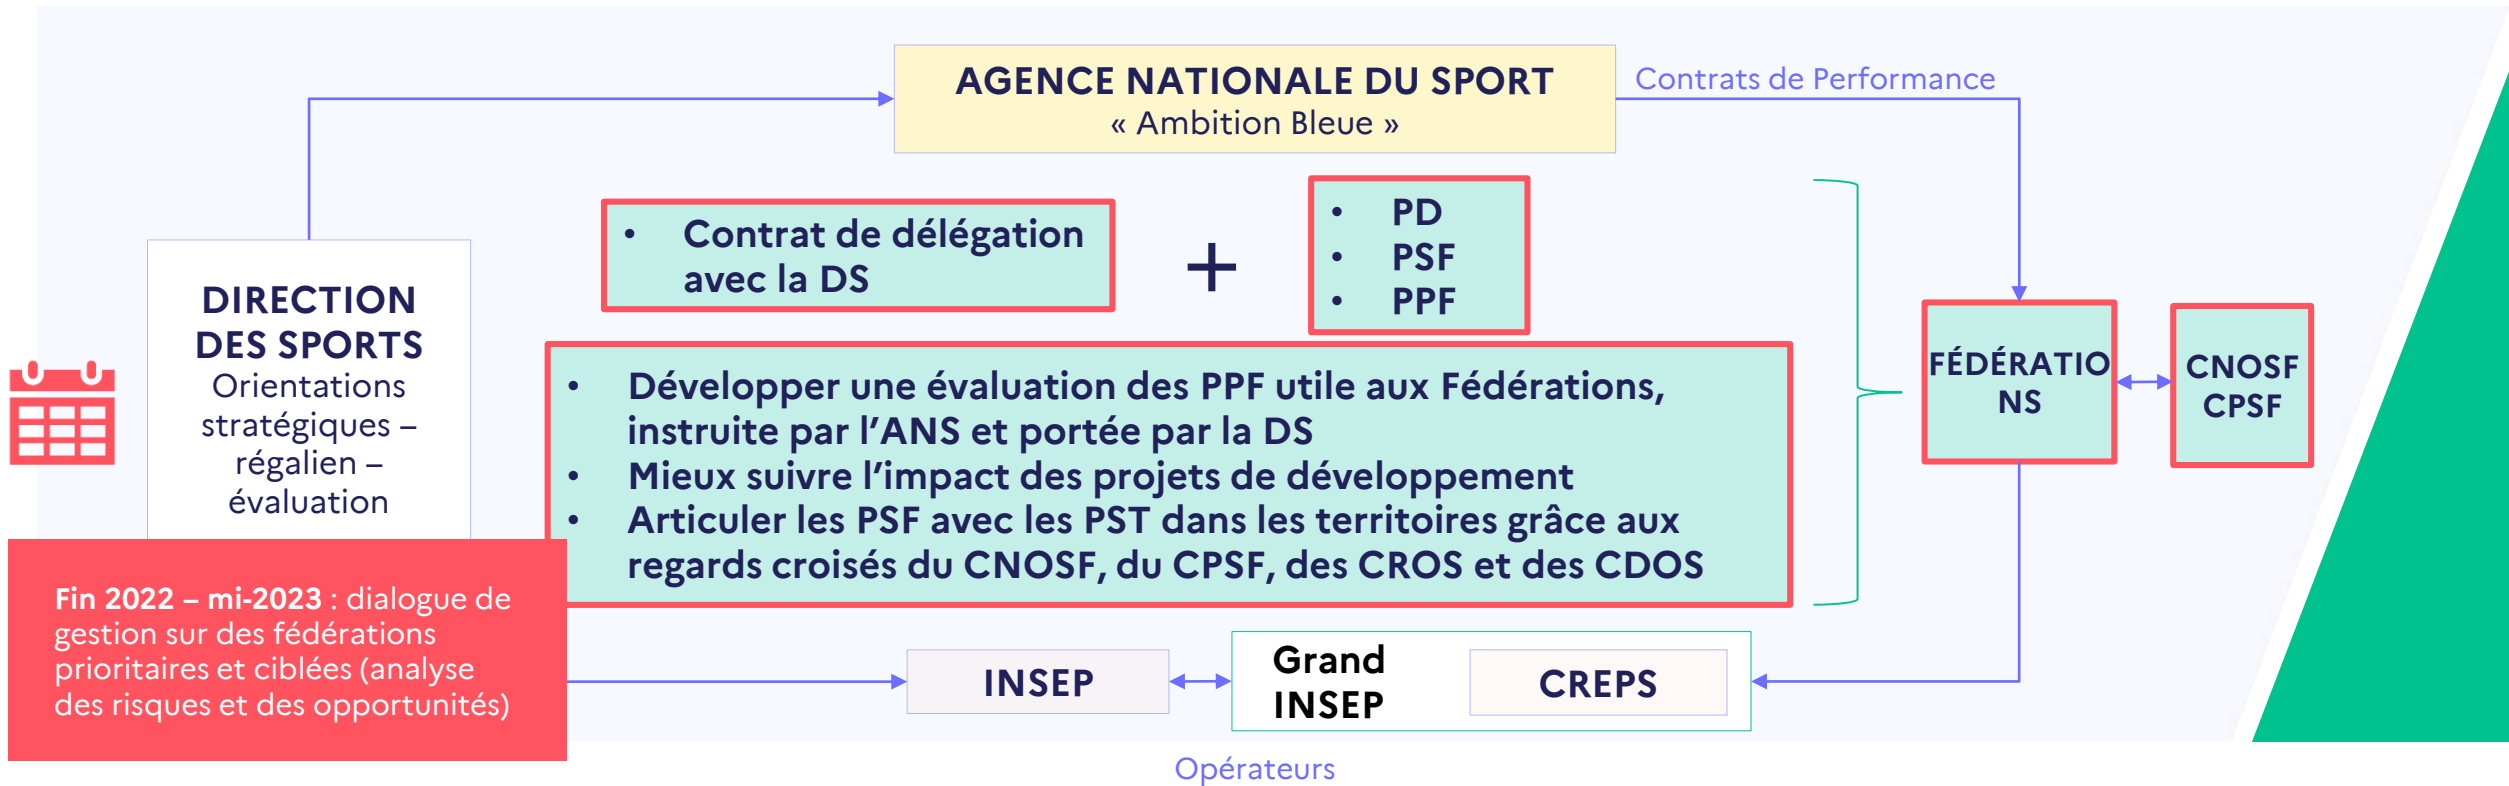 AGENCE NATIONALE DU SPORT
« Ambition Bleue »
Contrats de Performance
• Contrat de délégation
avec la DS
+
• PD
• PSF
• PPF
DIRECTION
DES SPORTS
Orientations
stratégiques –
régalien –
évaluation
• Développer une évaluation des PPF utile aux Fédérations,
instruite par l’ANS et portée par la DS
• Mieux suivre l’impact des projets de développement
• Articuler les PSF avec les PST dans les territoires grâce aux
regards croisés du CNOSF, du CPSF, des CROS et des CDOS
FÉDÉRATIO
NS
CNOSF
CPSF
Fin 2022 – mi-2023 : dialogue de
gestion sur des fédérations
prioritaires et ciblées (analyse
des risques et des opportunités)
INSEP
Grand
INSEP
CREPS
Opérateurs